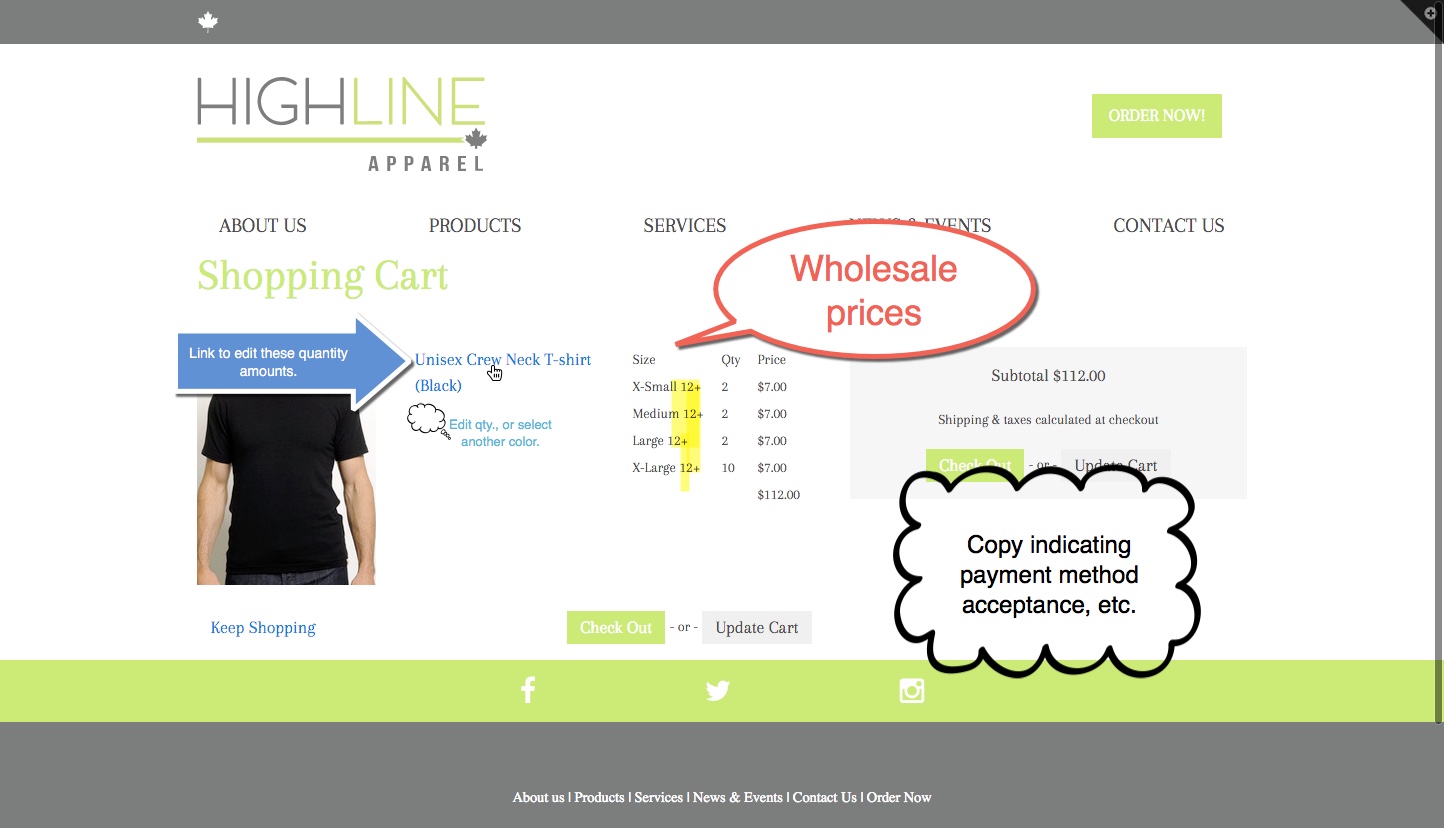 HIGHLINE
APPAREL
ORDER NOW!
ABOUT US
PRODUCTS
SERVICES
NEWS & EVENTS
CONTACT US
Shopping Cart
Wholesale
prices
Link to edit these quantity
amounts.
Unisex Crew Neck T-shirt
(Black)
Edit qty., or select
another color.
Size Qty Price
X-Small 12+ 2 $7.00
Medium 12+ 2 $7.00
Large 12+ 2 $7.00
X-Large 12+ 10 $7.00
$112.00
Subtotal $112.00
Shipping & taxes calculated at checkout
Check Out - or - Update Cart
Copy indicating
payment method
acceptance, etc.
Keep Shopping
Check Out - or - Update Cart
About us | Products | Services | News & Events | Contact Us | Order Now